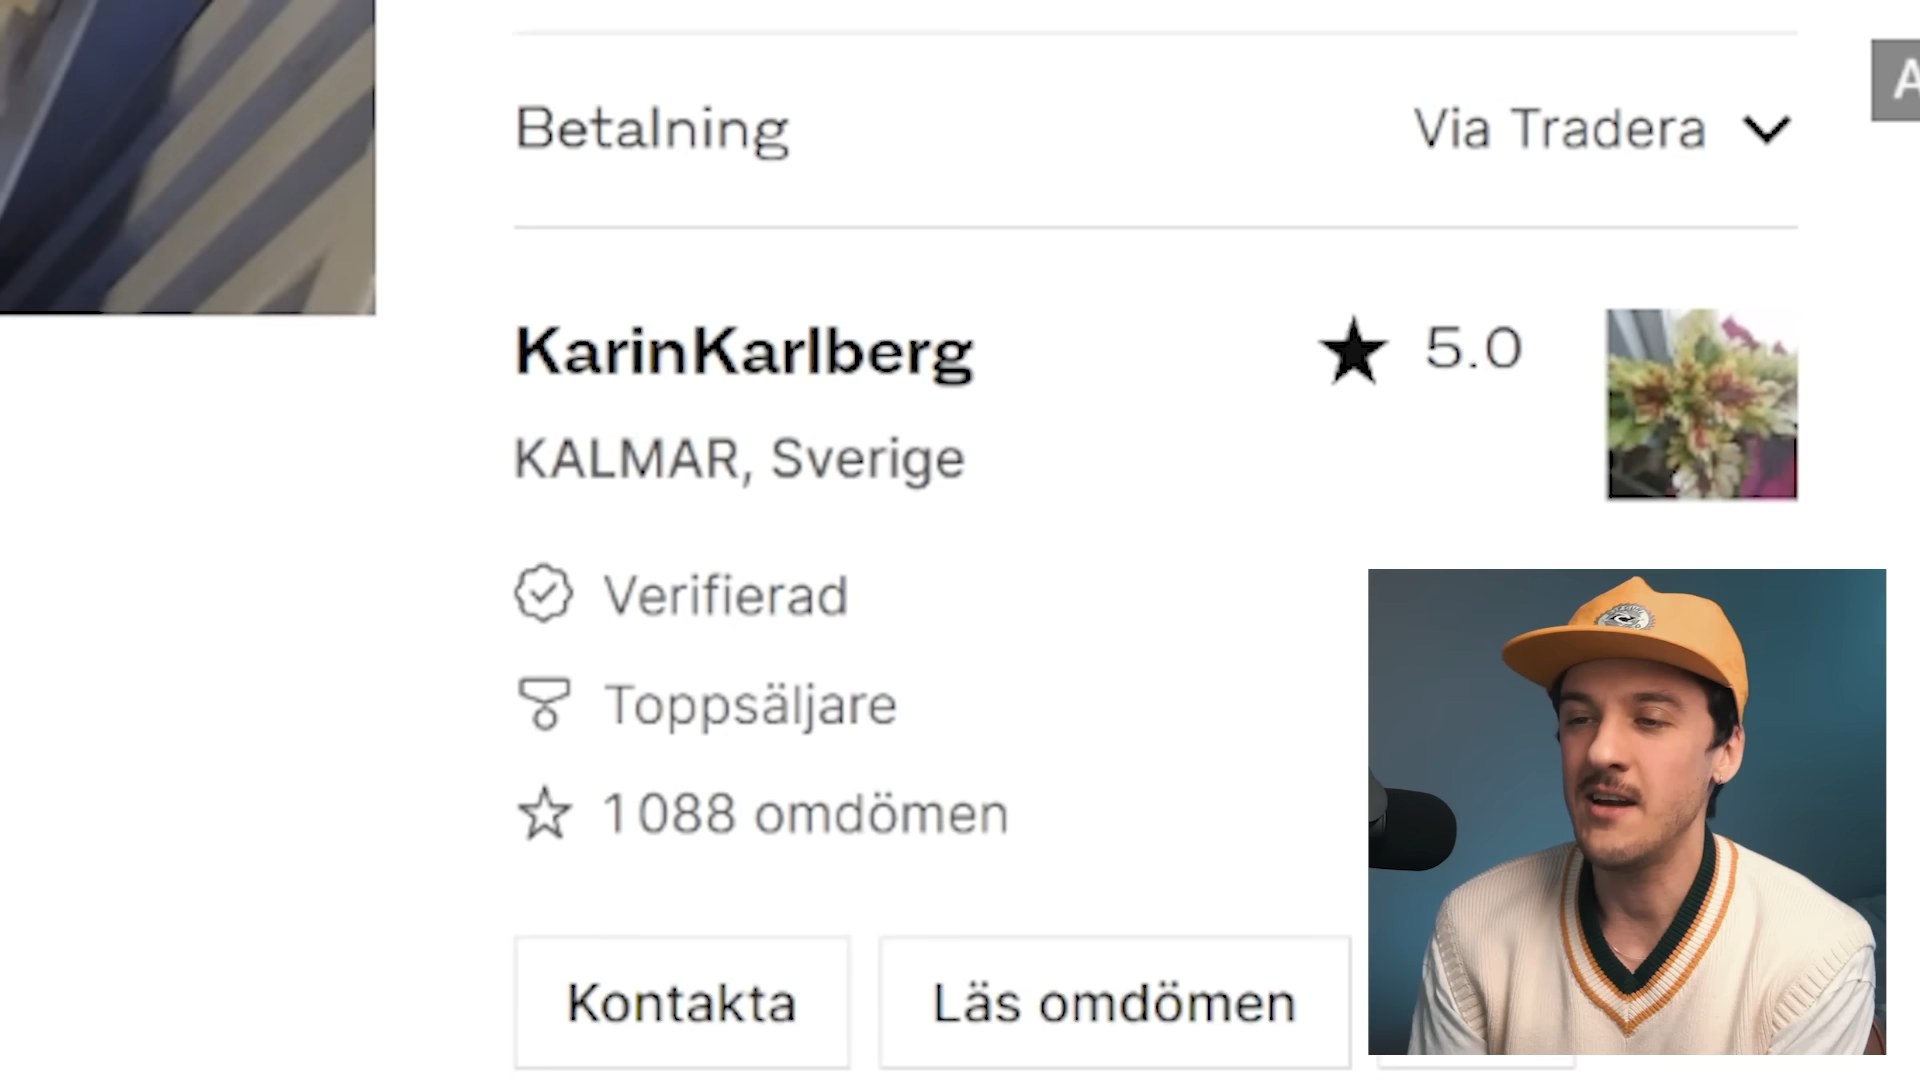 Betalning Via Tradera
KarinKarlberg 5.0
KALMAR, Sverige
Verifierad
Toppsäljare
1 088 omdömen
Kontakta Läs omdömen